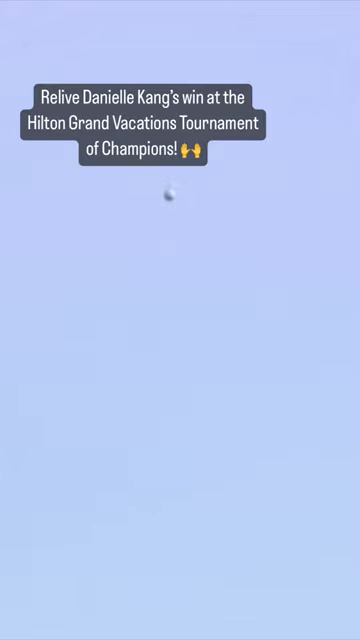 Relive Danielle Kang's win at the
Hilton Grand Vacations Tournament
of Champions! 🙌